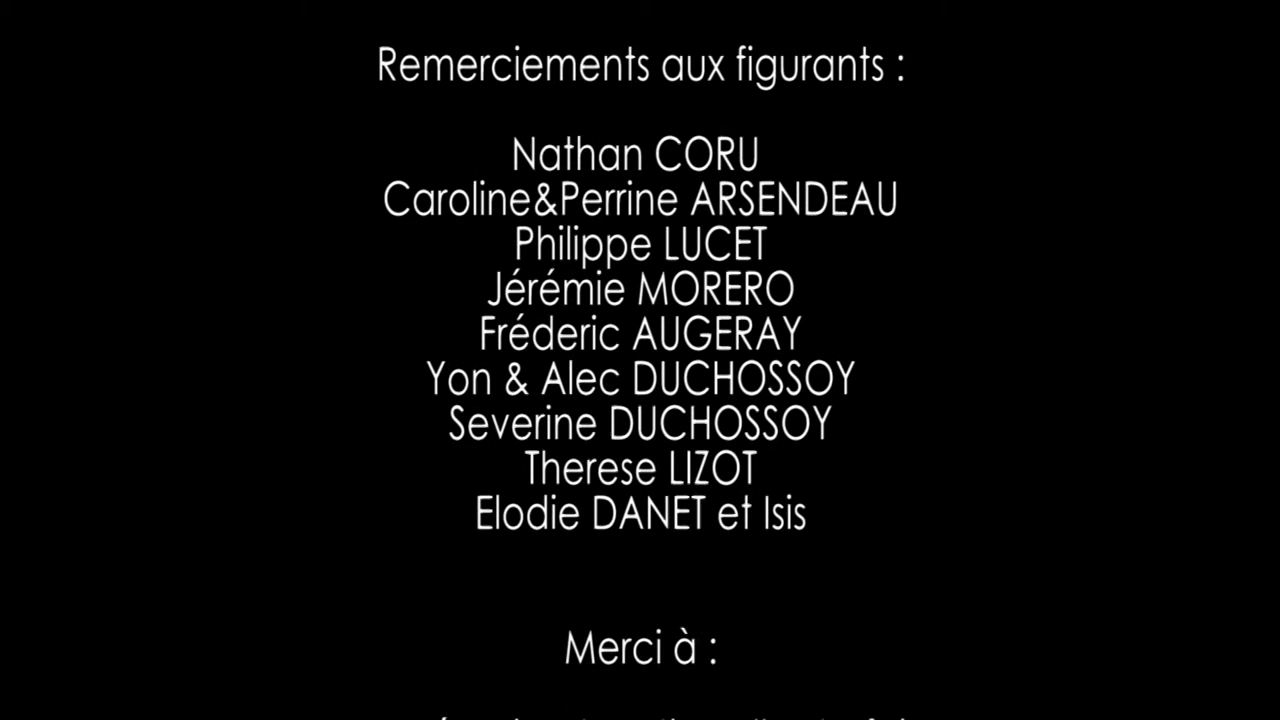 Remerciements aux figurants :
Nathan CORU
Caroline&Perrine ARSENDEAU
Philippe LUCET
Jérémie MORERO
Fréderic AUGERAY
Yon & Alec DUCHOSSOY
Severine DUCHOSSOY
Therese LIZOT
Elodie DANET et Isis
Merci à :